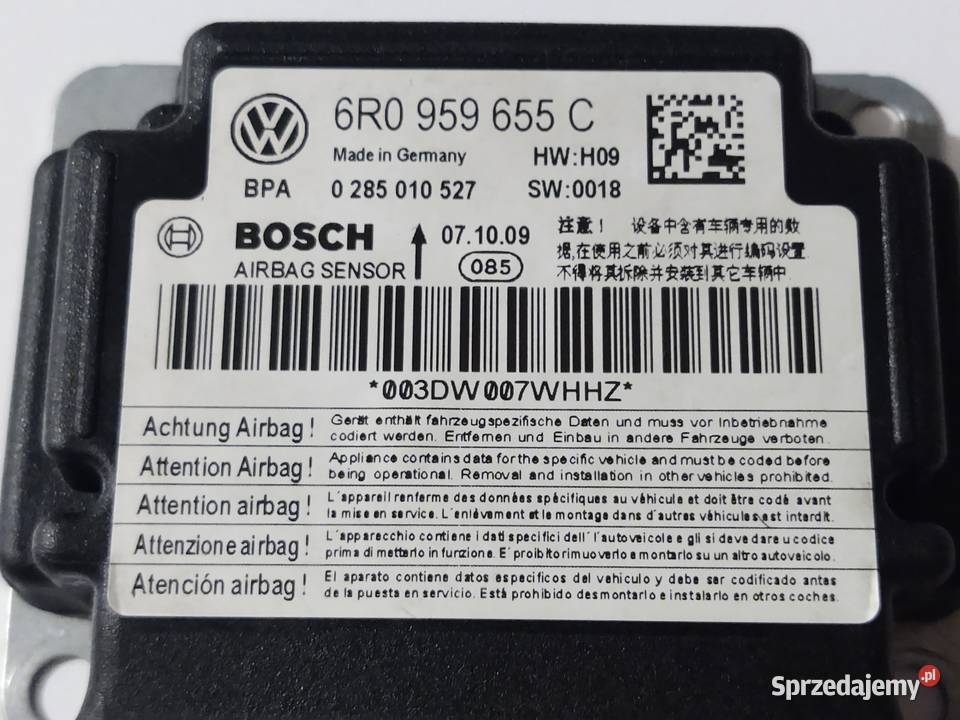 6R0 959 655 C
Made in Germany HW:H09
BPA 0 285 010 527 SW:0018
BOSCH 07.10.09
AIRBAG SENSOR 085
注意! 设备中含有车辆专用的数
据,在使用之前必须对其进行编码设置
不得将其拆除并安装到其它车辆中.
*003DW007WHHZ*
Achtung Airbag! Gerät enthält fahrzeugspezifische Daten und muss vor Inbetriebnahme
codiert werden. Entfernen und Einbau in andere Fahrzeuge verboten.
Attention Airbag! Appliance contains data for the specific vehicle and must be coded before
being operational. Removal and installation in other vehicles prohibited.
Attention airbag! L'appareil renferme des données spécifiques au véhicule et doit être codé avant
la mise en service. L'enlèvement et le montage dans d'autres véhicules est interdit.
Attenzione airbag! L'apparecchio contiene i dati specifici dell'l'autoveicolo e gli si deve dare u codice
prima di metterlo in funzione. E' proibito rimuoverlo e montarlo su un altro autoveicolo.
Atención airbag! El aparato contiene datos especificos del vehiculo y debe ser codificado antes
de la puesta en servicio. Está prohibido desmontarlo e instalarlo en otros coches.
Sprzedajemy.pl